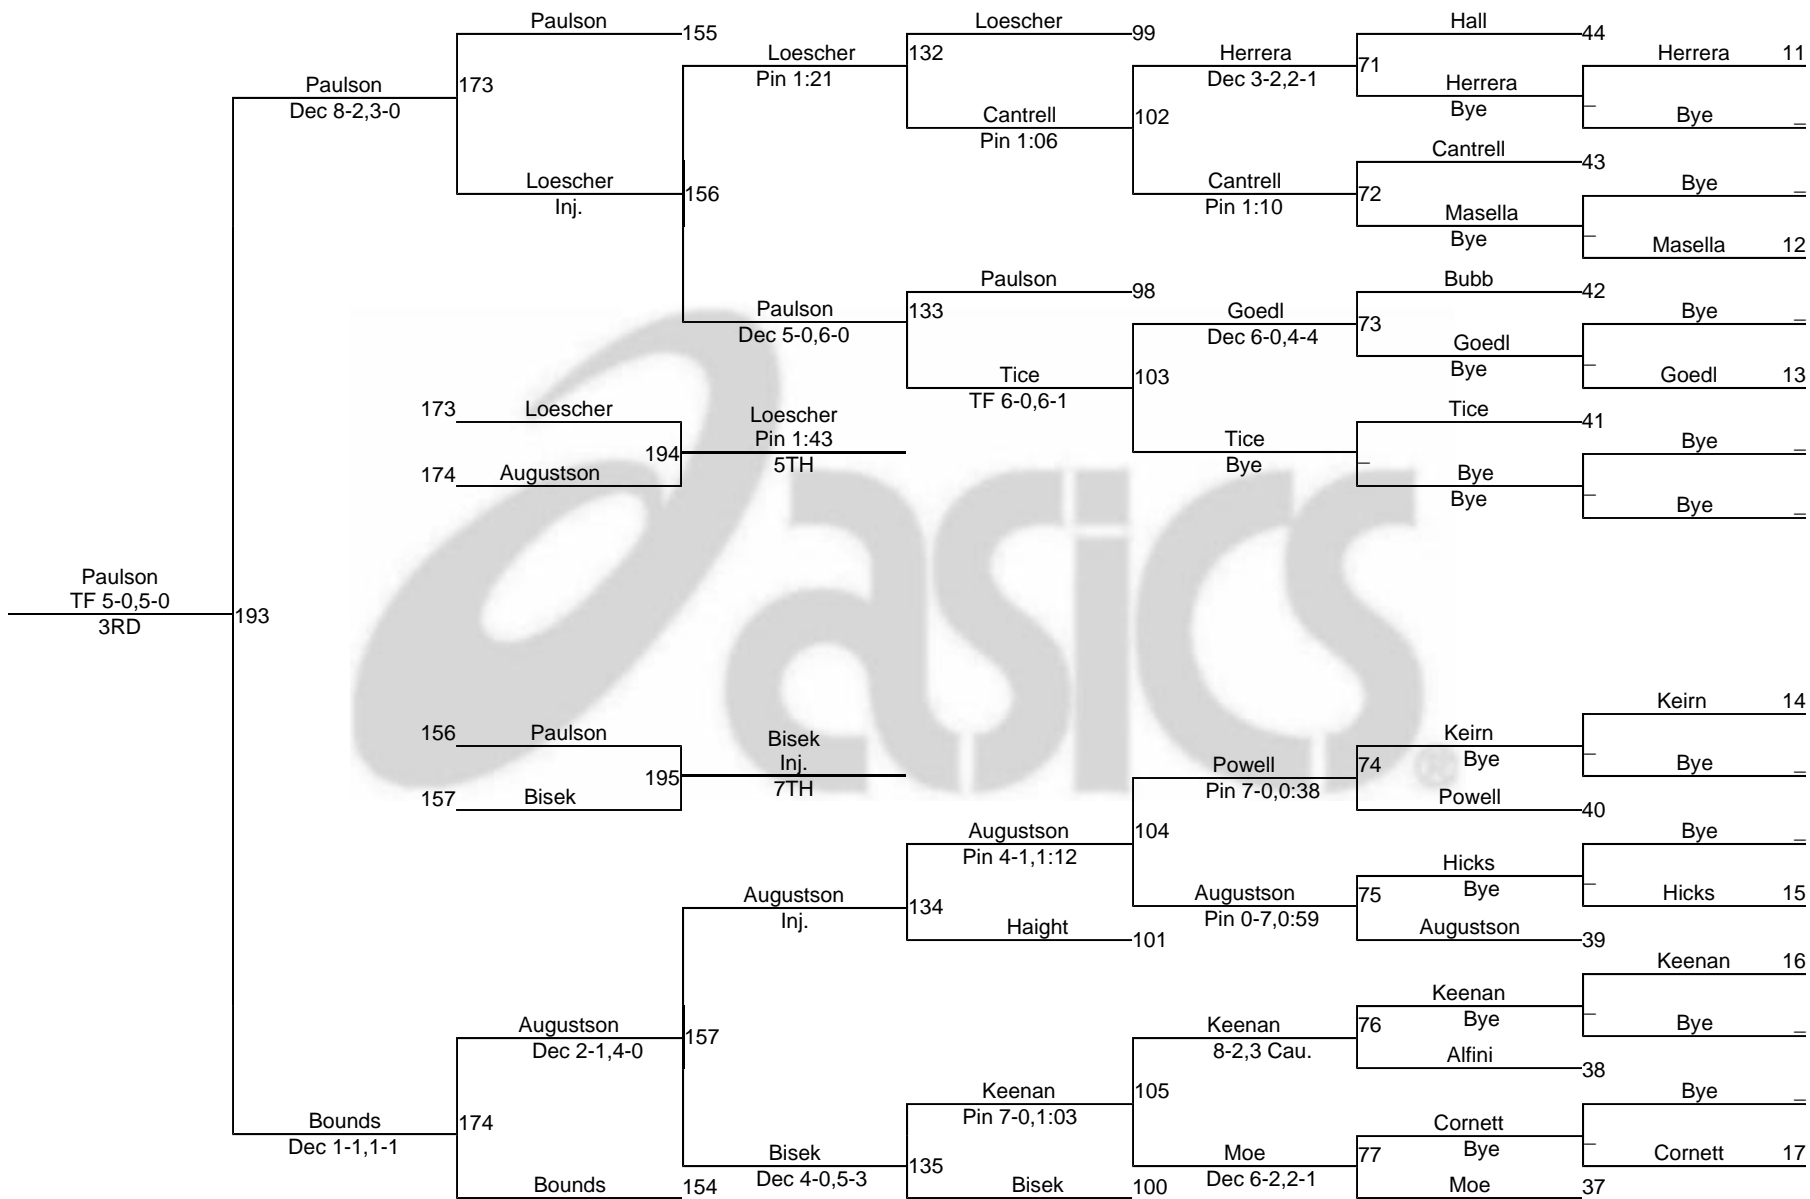 Paulson
155
Loescher
99
Hall
44
Loescher
Pin 1:21
132
Herrera
Dec 3-2,2-1
71
Herrera
11
Paulson
Dec 8-2,3-0
173
Herrera
Bye
_
Bye
_
Cantrell
Pin 1:06
102
Cantrell
43
Loescher
Inj.
156
Cantrell
Pin 1:10
72
Bye
_
Masella
Bye
_
Masella
12
Paulson
98
Bubb
42
Paulson
Dec 5-0,6-0
133
Goedl
Dec 6-0,4-4
73
Bye
_
Goedl
Bye
_
Goedl
13
Tice
TF 6-0,6-1
103
173
Loescher
Loescher
Pin 1:43
5TH
194
174
Augustson
Tice
41
Tice
Bye
_
Bye
_
Bye
Bye
_
Bye
_
asics
®
Paulson
TF 5-0,5-0
3RD
193
Keirn
14
156
Paulson
Bisek
Inj.
7TH
195
157
Bisek
Keirn
Bye
_
Bye
_
Powell
Pin 7-0,0:38
74
Powell
40
Augustson
Pin 4-1,1:12
104
Bye
_
Hicks
Bye
_
Hicks
15
Augustson
Inj.
134
Augustson
Pin 0-7,0:59
75
Haight
101
Augustson
39
Keenan
16
Augustson
Dec 2-1,4-0
157
Keenan
8-2,3 Cau.
76
Keenan
Bye
_
Bye
_
Alfini
38
Keenan
Pin 7-0,1:03
105
Bye
_
Bounds
Dec 1-1,1-1
174
Cornett
Bye
_
Cornett
17
Bisek
Dec 4-0,5-3
135
Moe
Dec 6-2,2-1
77
Bounds
154
Bisek
100
Moe
37